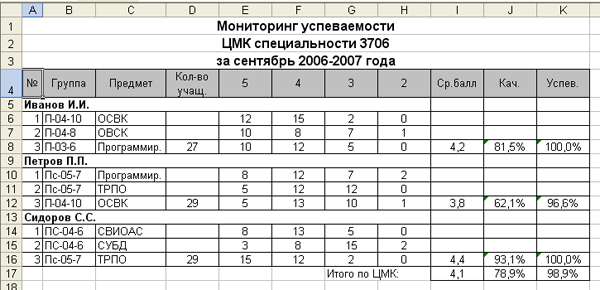 A B C D E F G H I J K
1 Мониторинг успеваемости
2 ЦМК специальности 3706
3 за сентябрь 2006-2007 года
4 № Группа Предмет Кол-во учащ. 5 4 3 2 Ср.балл Кач. Успев.
5 Иванов И.И.
6 1 П-04-10 ОСВК 12 15 2 0
7 2 П-04-8 ОВСК 10 8 7 1
8 3 П-03-6 Программир. 27 10 12 5 0 4,2 81,5% 100,0%
9 Петров П.П.
10 1 Пс-05-7 Программир. 8 12 7 2
11 2 Пс-05-7 ТРПО 5 12 12 0
12 3 П-04-10 ОСВК 29 5 13 10 1 3,8 62,1% 96,6%
13 Сидоров С.С.
14 1 ПС-04-6 СВИОАС 8 13 5 0
15 2 ПС-04-6 СУБД 3 8 15 2
16 3 Пс-05-7 ТРПО 29 15 12 2 0 4,4 93,1% 100,0%
17 Итого по ЦМК: 4,1 78,9% 98,9%
18